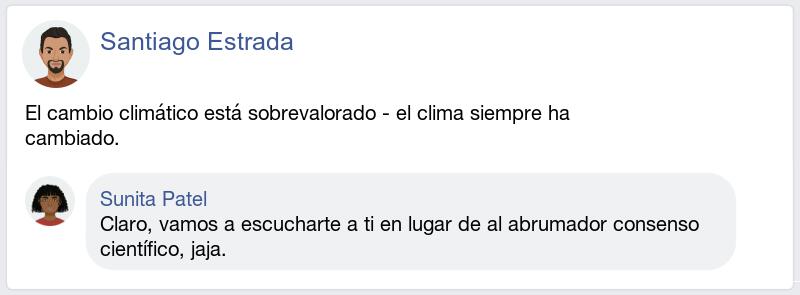 Santiago Estrada
El cambio climático está sobrevalorado - el clima siempre ha
cambiado.
Sunita Patel
Claro, vamos a escucharte a ti en lugar de al abrumador consenso
científico, jaja.